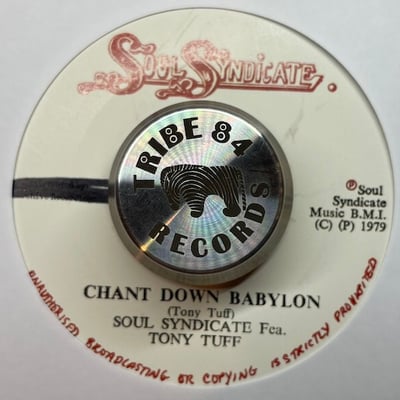 SOUL SYNDICATE.
TRIBE 84
RECORDS
℗ Soul
Syndicate
Music B.M.I.
(C) (P) 1979
CHANT DOWN BABYLON
(Tony Tuff)
SOUL SYNDICATE Fea.
TONY TUFF
UNAUTHORISED BROADCASTING OR COPYING IS STRICTLY PROHIBITED